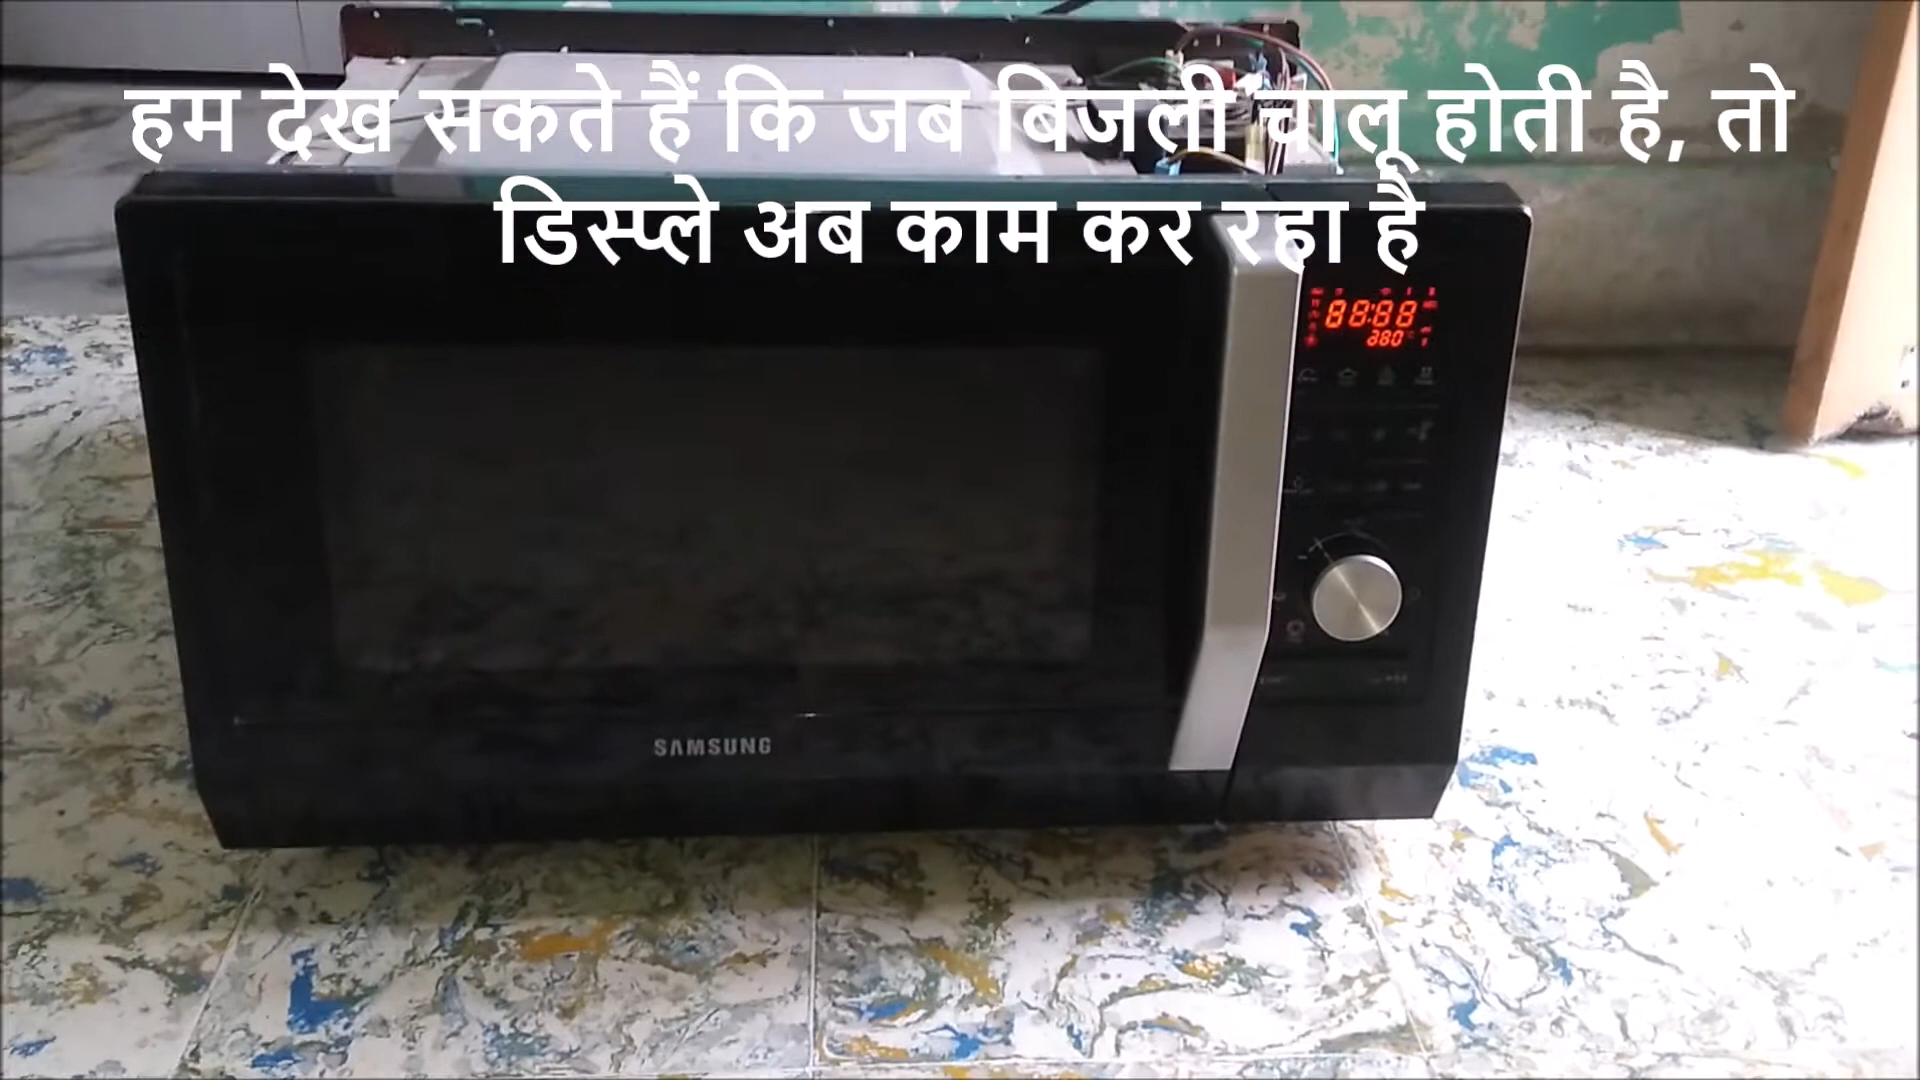 हम देख सकते हैं कि जब बिजली चालू होती है, तो
डिस्प्ले अब काम कर रहा है
88:88
380
SAMSUNG